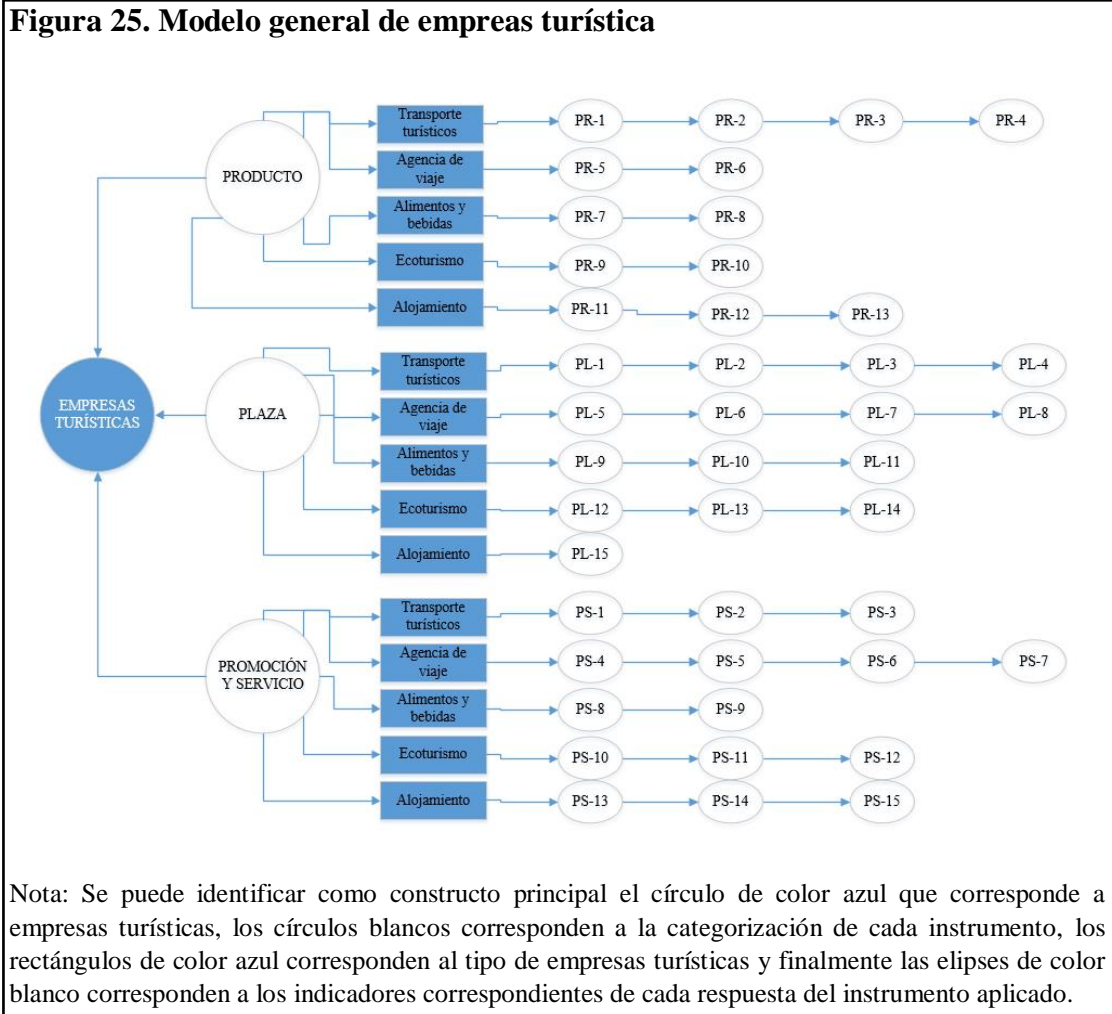 Figura 25. Modelo general de empreas turística
PRODUCTO
Transporte
turísticos
PR-1
PR-2
PR-3
PR-4
Agencia de
viaje
PR-5
PR-6
Alimentos y
bebidas
PR-7
PR-8
Ecoturismo
PR-9
PR-10
Alojamiento
PR-11
PR-12
PR-13
EMPRESAS
TURÍSTICAS
PLAZA
Transporte
turísticos
PL-1
PL-2
PL-3
PL-4
Agencia de
viaje
PL-5
PL-6
PL-7
PL-8
Alimentos y
bebidas
PL-9
PL-10
PL-11
Ecoturismo
PL-12
PL-13
PL-14
Alojamiento
PL-15
PROMOCIÓN
Y SERVICIO
Transporte
turísticos
PS-1
PS-2
PS-3
Agencia de
viaje
PS-4
PS-5
PS-6
PS-7
Alimentos y
bebidas
PS-8
PS-9
Ecoturismo
PS-10
PS-11
PS-12
Alojamiento
PS-13
PS-14
PS-15
Nota: Se puede identificar como constructo principal el círculo de color azul que corresponde a
empresas turísticas, los círculos blancos corresponden a la categorización de cada instrumento, los
rectángulos de color azul corresponden al tipo de empresas turísticas y finalmente las elipses de color
blanco corresponden a los indicadores correspondientes de cada respuesta del instrumento aplicado.